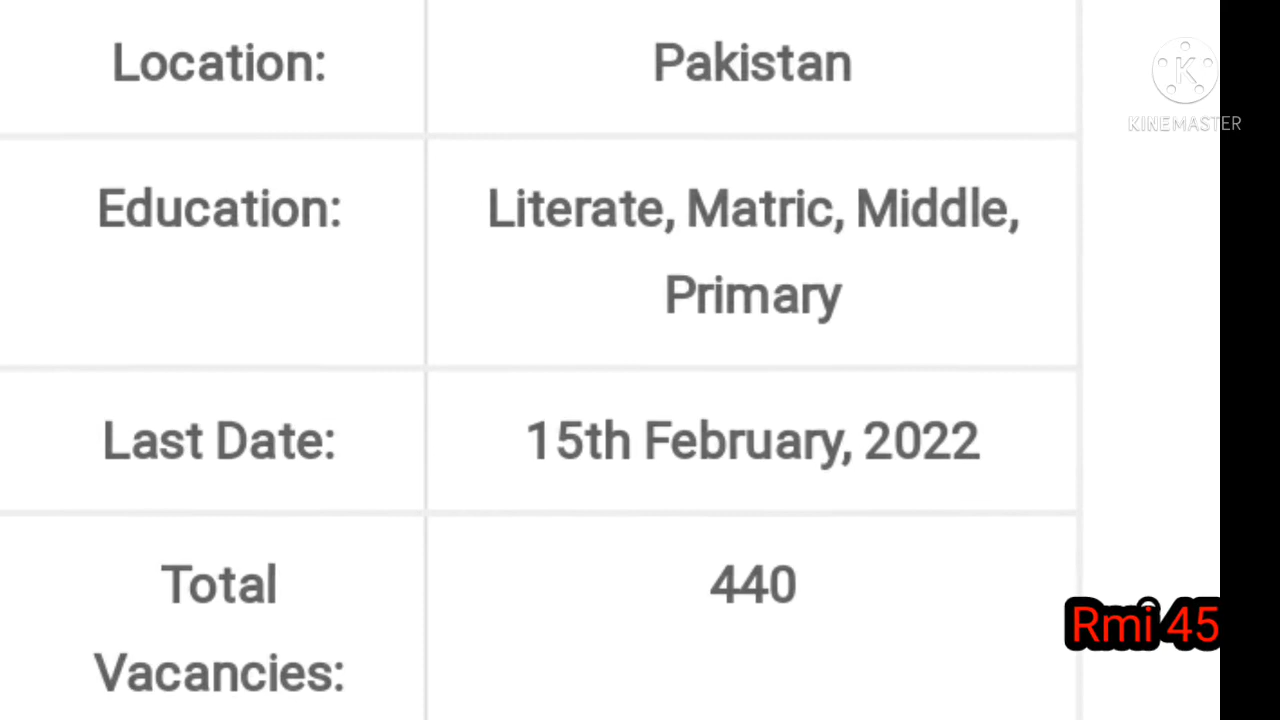 Location: Pakistan
KINEMASTER
Education: Literate, Matric, Middle,
Primary
Last Date: 15th February, 2022
Total 440
Vacancies:
Rmi 45